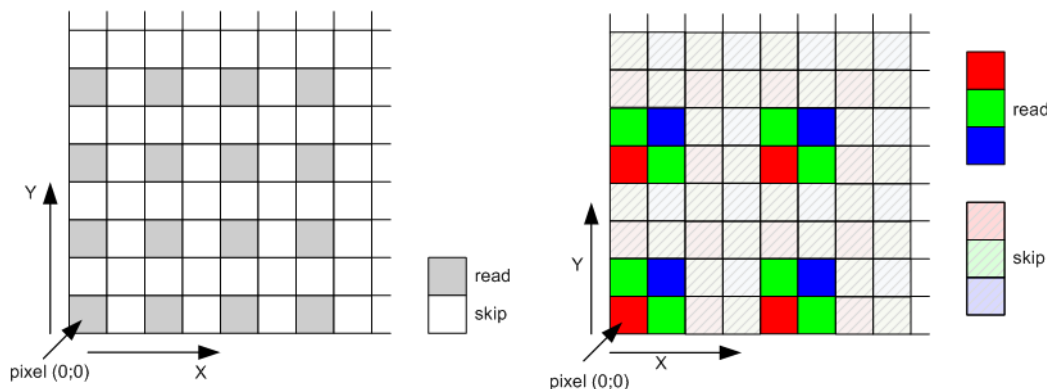 Y
X
pixel (0;0)
read
skip
Y
X
pixel (0;0)
read
skip